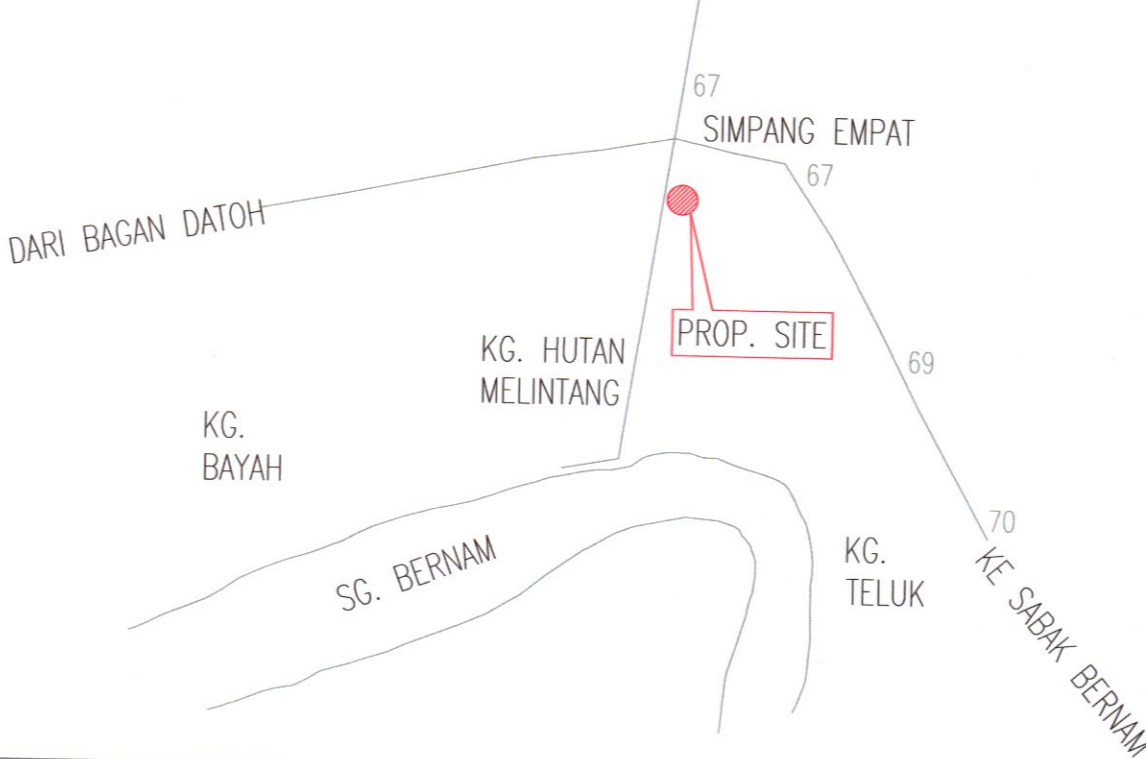 67
SIMPANG EMPAT
67
DARI BAGAN DATOH
PROP. SITE
KG. HUTAN
MELINTANG
69
KG.
BAYAH
70
KG.
TELUK
SG. BERNAM
KE SABAK BERNAM